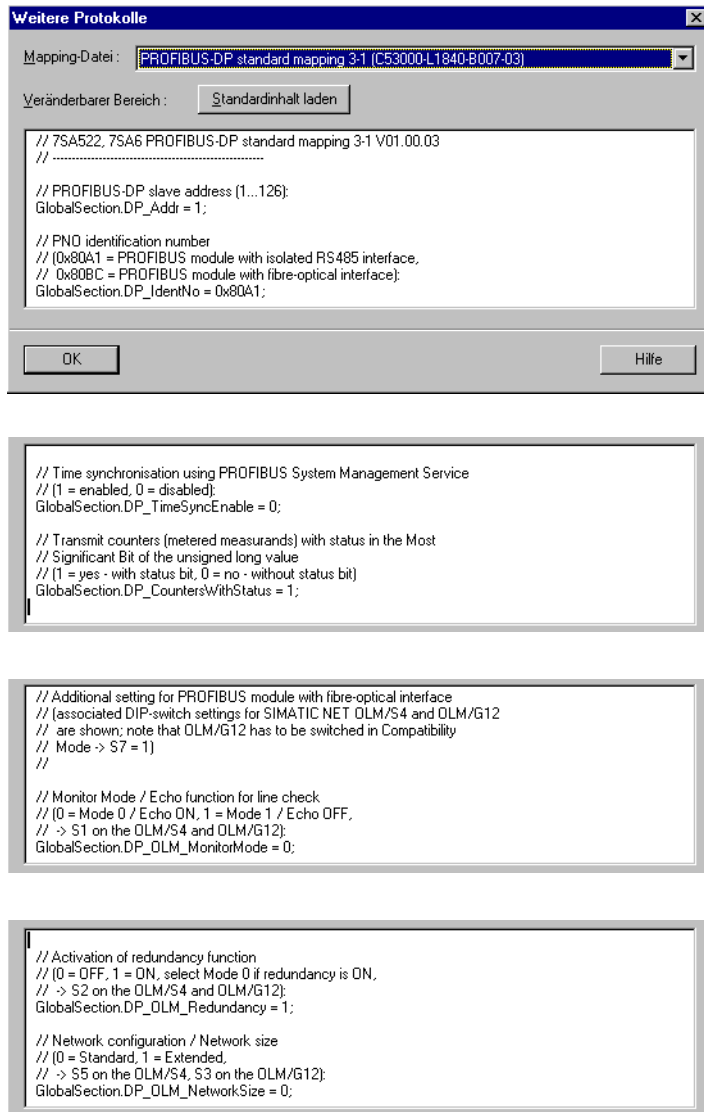 Weitere Protokolle
Mapping-Datei : PROFIBUS-DP standard mapping 3-1 (C53000-L1840-B007-03)
Veränderbarer Bereich : Standardinhalt laden
// 7SA522, 7SA6 PROFIBUS-DP standard mapping 3-1 V01.00.03
// ------------------------------------------------------
// PROFIBUS-DP slave address (1...126):
GlobalSection.DP_Addr = 1;
// PNO identification number
// (0x80A1 = PROFIBUS module with isolated RS485 interface,
// 0x80BC = PROFIBUS module with fibre-optical interface):
GlobalSection.DP_IdentNo = 0x80A1;
OK Hilfe
// Time synchronisation using PROFIBUS System Management Service
// (1 = enabled, 0 = disabled):
GlobalSection.DP_TimeSyncEnable = 0;
// Transmit counters (metered measurands) with status in the Most
// Significant Bit of the unsigned long value
// (1 = yes - with status bit, 0 = no - without status bit)
GlobalSection.DP_CountersWithStatus = 1;
// Additional setting for PROFIBUS module with fibre-optical interface
// (associated DIP-switch settings for SIMATIC NET OLM/S4 and OLM/G12
// are shown; note that OLM/G12 has to be switched in Compatibility
// Mode -> S7 = 1)
//
// Monitor Mode / Echo function for line check
// (0 = Mode 0 / Echo ON, 1 = Mode 1 / Echo OFF,
// -> S1 on the OLM/S4 and OLM/G12):
GlobalSection.DP_OLM_MonitorMode = 0;
// Activation of redundancy function
// (0 = OFF, 1 = ON, select Mode 0 if redundancy is ON,
// -> S2 on the OLM/S4 and OLM/G12):
GlobalSection.DP_OLM_Redundancy = 1;
// Network configuration / Network size
// (0 = Standard, 1 = Extended,
// -> S5 on the OLM/S4, S3 on the OLM/G12):
GlobalSection.DP_OLM_NetworkSize = 0;